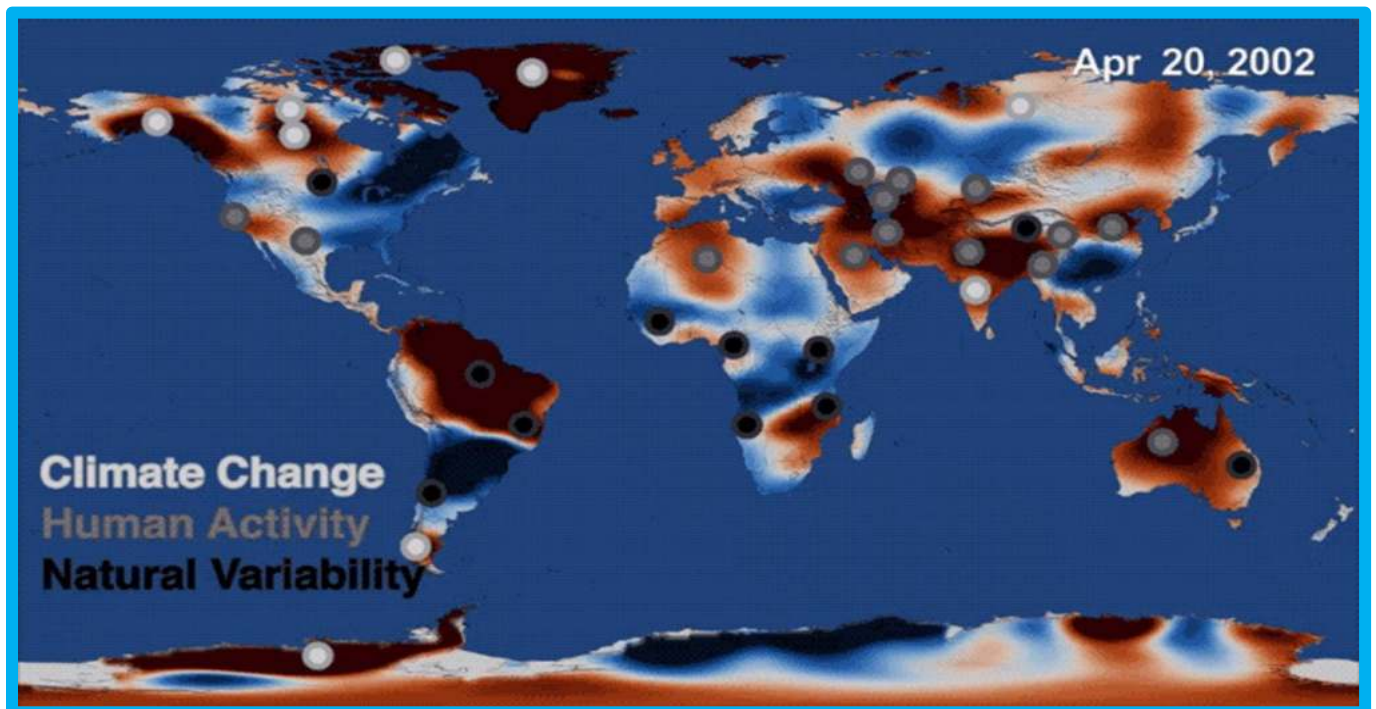 Apr 20, 2002
Climate Change
Human Activity
Natural Variability